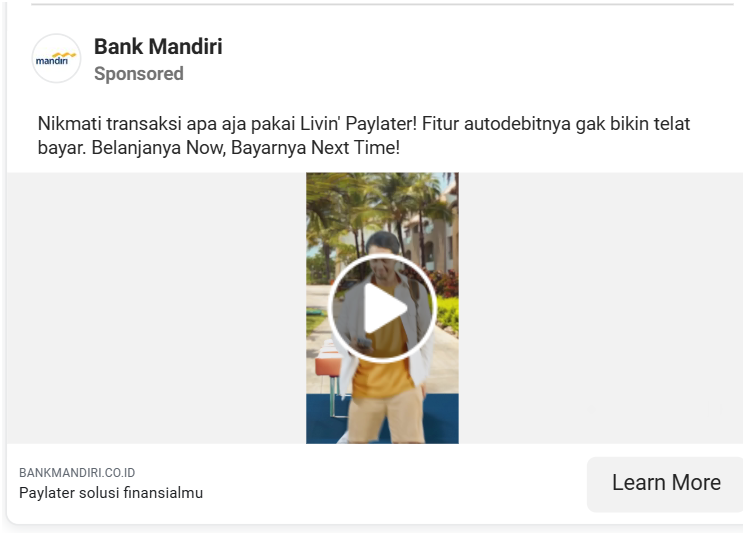 mandiri
Bank Mandiri
Sponsored
Nikmati transaksi apa aja pakai Livin' Paylater! Fitur autodebitnya gak bikin telat
bayar. Belanjanya Now, Bayarnya Next Time!
BANKMANDIRI.CO.ID
Paylater solusi finansialmu
Learn More